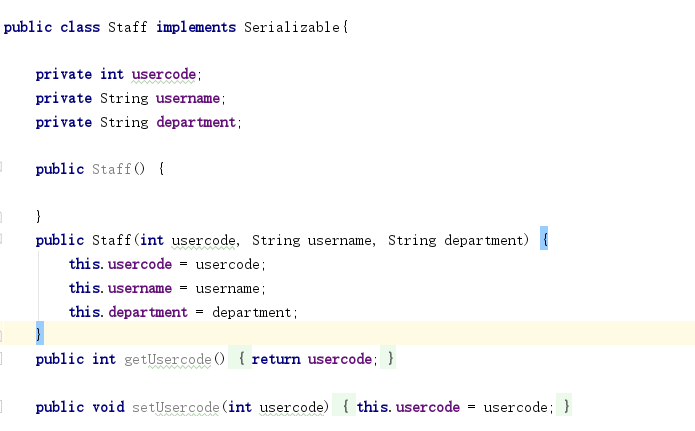 public class Staff implements Serializable{
private int usercode;
private String username;
private String department;
public Staff() {
}
public Staff(int usercode, String username, String department) {
this.usercode = usercode;
this.username = username;
this.department = department;
}
public int getUsercode() { return usercode; }
public void setUsercode(int usercode) { this.usercode = usercode; }